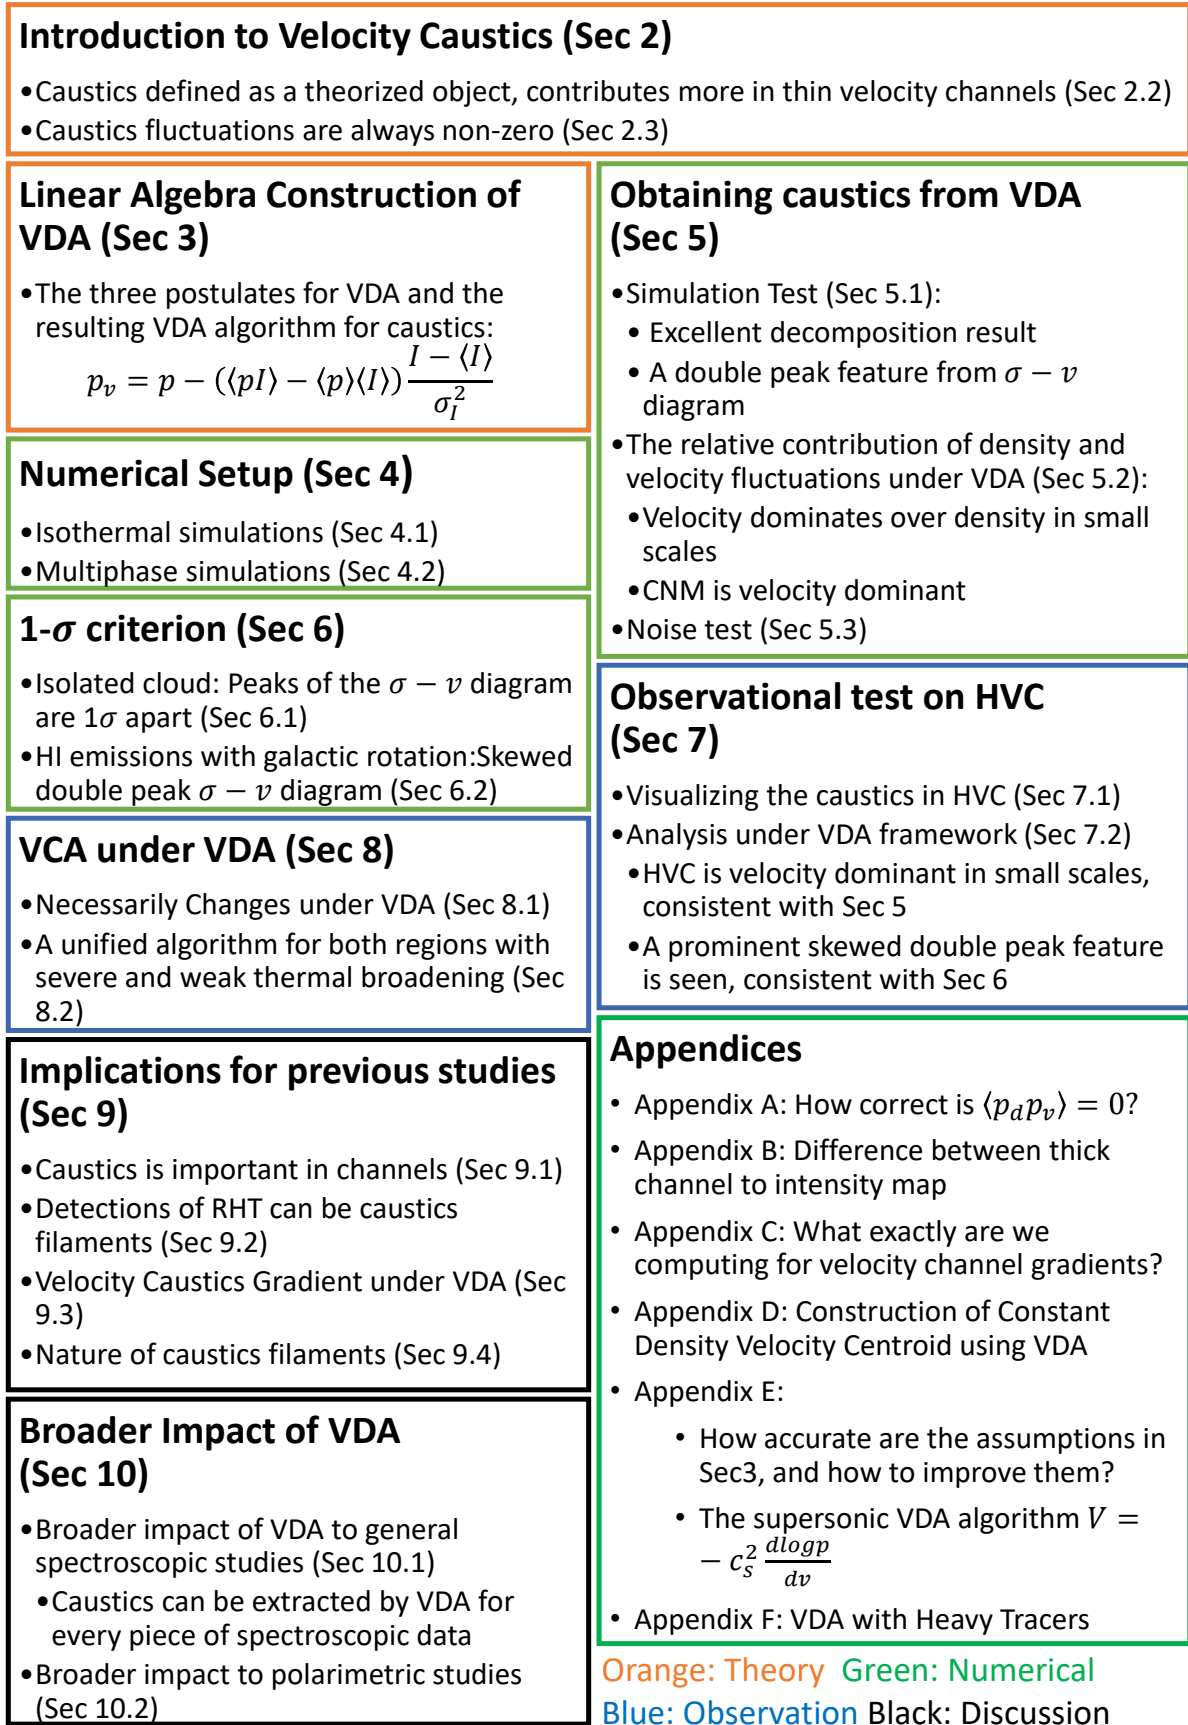 Introduction to Velocity Caustics (Sec 2)
•Caustics defined as a theorized object, contributes more in thin velocity channels (Sec 2.2)
•Caustics fluctuations are always non-zero (Sec 2.3)
Linear Algebra Construction of
VDA (Sec 3)
•The three postulates for VDA and the
resulting VDA algorithm for caustics:
$p_v = p - (\langle pI \rangle - \langle p \rangle \langle I \rangle) \frac{I - \langle I \rangle}{\sigma_I^2}$
Numerical Setup (Sec 4)
•Isothermal simulations (Sec 4.1)
•Multiphase simulations (Sec 4.2)
1-σ criterion (Sec 6)
•Isolated cloud: Peaks of the σ − v diagram
are 1σ apart (Sec 6.1)
•HI emissions with galactic rotation:Skewed
double peak σ − v diagram (Sec 6.2)
VCA under VDA (Sec 8)
•Necessarily Changes under VDA (Sec 8.1)
•A unified algorithm for both regions with
severe and weak thermal broadening (Sec
8.2)
Implications for previous studies
(Sec 9)
•Caustics is important in channels (Sec 9.1)
•Detections of RHT can be caustics
filaments (Sec 9.2)
•Velocity Caustics Gradient under VDA (Sec
9.3)
•Nature of caustics filaments (Sec 9.4)
Broader Impact of VDA
(Sec 10)
•Broader impact of VDA to general
spectroscopic studies (Sec 10.1)
•Caustics can be extracted by VDA for
every piece of spectroscopic data
•Broader impact to polarimetric studies
(Sec 10.2)
Obtaining caustics from VDA
(Sec 5)
•Simulation Test (Sec 5.1):
• Excellent decomposition result
• A double peak feature from σ − v
diagram
•The relative contribution of density and
velocity fluctuations under VDA (Sec 5.2):
•Velocity dominates over density in small
scales
•CNM is velocity dominant
•Noise test (Sec 5.3)
Observational test on HVC
(Sec 7)
•Visualizing the caustics in HVC (Sec 7.1)
•Analysis under VDA framework (Sec 7.2)
•HVC is velocity dominant in small scales,
consistent with Sec 5
•A prominent skewed double peak feature
is seen, consistent with Sec 6
Appendices
• Appendix A: How correct is $\langle p_d p_v \rangle = 0$?
• Appendix B: Difference between thick
channel to intensity map
• Appendix C: What exactly are we
computing for velocity channel gradients?
• Appendix D: Construction of Constant
Density Velocity Centroid using VDA
• Appendix E:
• How accurate are the assumptions in
Sec3, and how to improve them?
• The supersonic VDA algorithm $V =$
$- c_s^2 \frac{dlogp}{dv}$
• Appendix F: VDA with Heavy Tracers
Orange: Theory Green: Numerical
Blue: Observation Black: Discussion